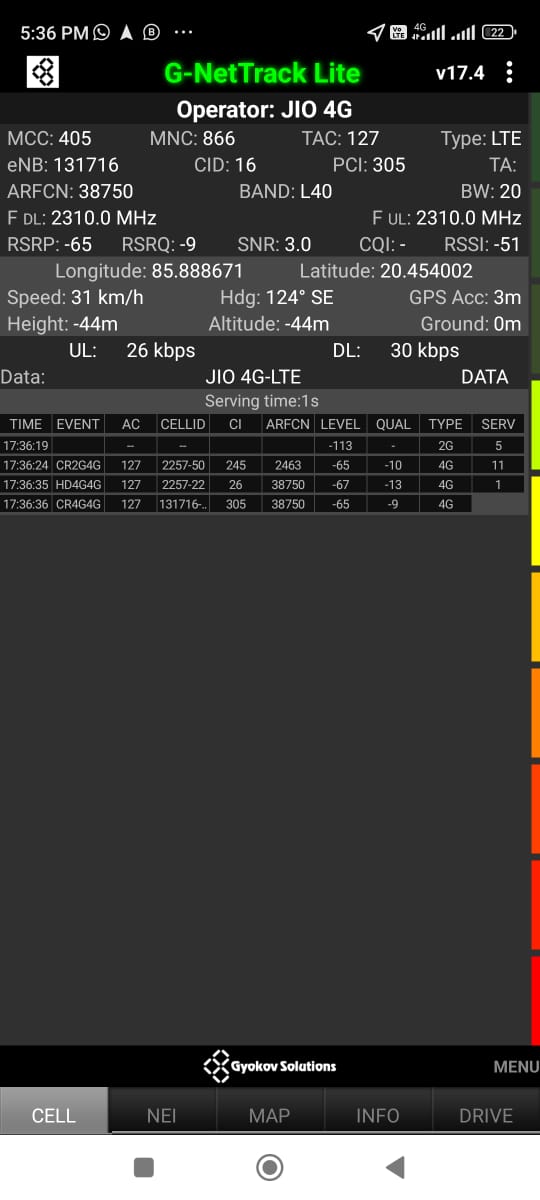 5:36 PM B ... Vo LTE 4G 22
G-NetTrack Lite v17.4
Operator: JIO 4G
MCC: 405 MNC: 866 TAC: 127 Type: LTE
eNB: 131716 CID: 16 PCI: 305 TA:
ARFCN: 38750 BAND: L40 BW: 20
F DL: 2310.0 MHz F UL: 2310.0 MHz
RSRP: -65 RSRQ: -9 SNR: 3.0 CQI: - RSSI: -51
Longitude: 85.888671 Latitude: 20.454002
Speed: 31 km/h Hdg: 124° SE GPS Acc: 3m
Height: -44m Altitude: -44m Ground: 0m
UL: 26 kbps DL: 30 kbps
Data: JIO 4G-LTE DATA
Serving time:1s
TIME EVENT AC CELLID CI ARFCN LEVEL QUAL TYPE SERV
17:36:19 -- -- -113 - 2G 5
17:36:24 CR2G4G 127 2257-50 245 2463 -65 -10 4G 11
17:36:35 HD4G4G 127 2257-22 26 38750 -67 -13 4G 1
17:36:36 CR4G4G 127 131716-.. 305 38750 -65 -9 4G
Gyokov Solutions MENU
CELL NEI MAP INFO DRIVE